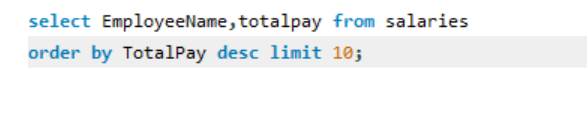 select EmployeeName,totalpay from salaries
order by TotalPay desc limit 10;